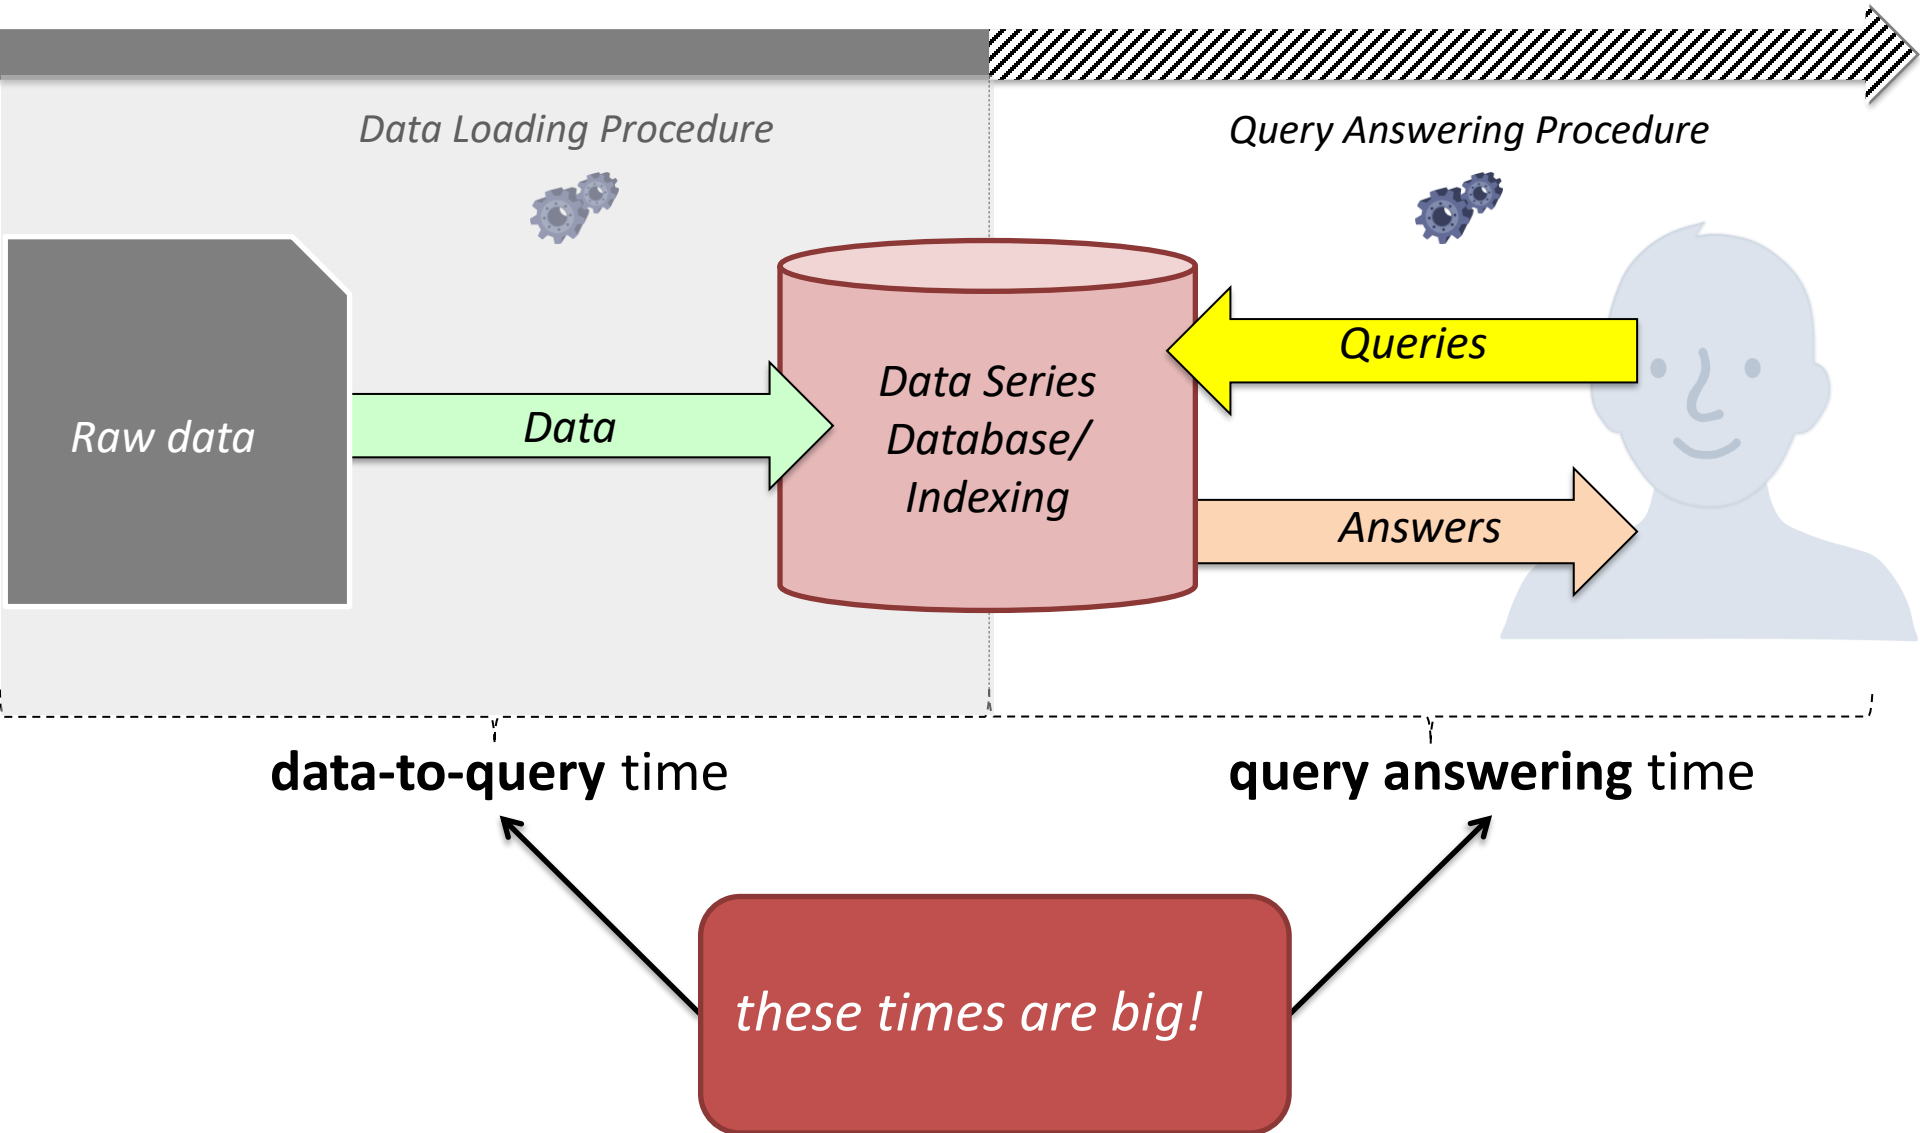 Data Loading Procedure
Query Answering Procedure
Raw data
Data
Data Series
Database/
Indexing
Queries
Answers
data-to-query time
query answering time
these times are big!